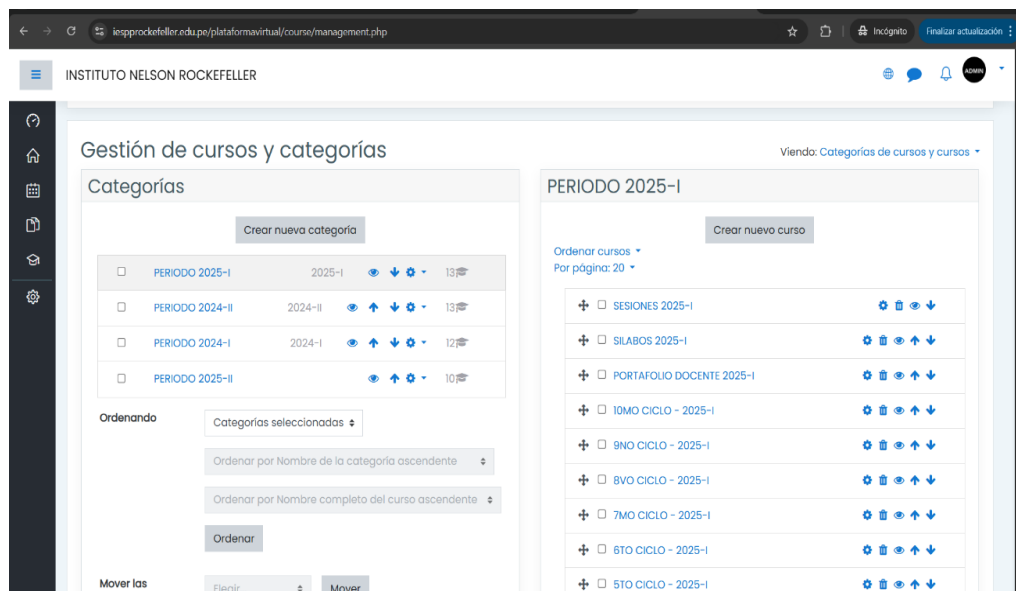 iespprockefeller.edu.pe/plataformavirtual/course/management.php
Incógnito
Finalizar actualización
INSTITUTO NELSON ROCKEFELLER
ADMIN
Gestión de cursos y categorías
Viendo: Categorías de cursos y cursos
Categorías
Crear nueva categoría
PERIODO 2025-I 2025-I 13
PERIODO 2024-II 2024-II 13
PERIODO 2024-I 2024-I 12
PERIODO 2025-II 10
Ordenando
Categorías seleccionadas
Ordenar por Nombre de la categoría ascendente
Ordenar por Nombre completo del curso ascendente
Ordenar
Mover las
Elegir
Mover
PERIODO 2025-I
Crear nuevo curso
Ordenar cursos
Por página: 20
SESIONES 2025-I
SILABOS 2025-I
PORTAFOLIO DOCENTE 2025-I
10MO CICLO - 2025-I
9NO CICLO - 2025-I
8VO CICLO - 2025-I
7MO CICLO - 2025-I
6TO CICLO - 2025-I
5TO CICLO - 2025-I